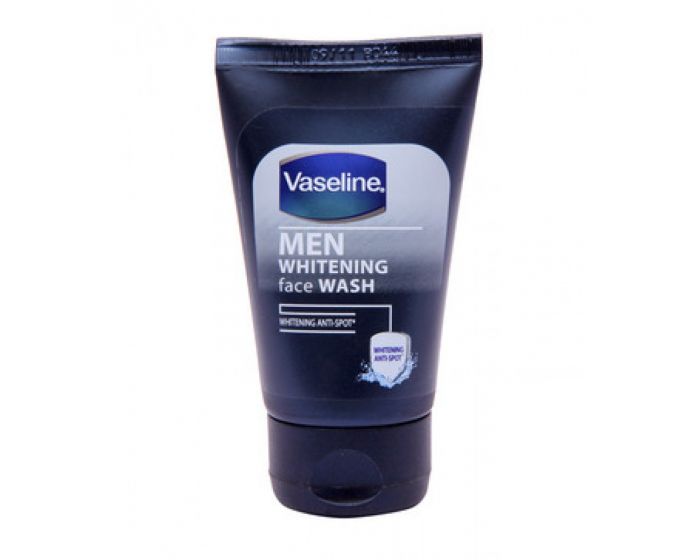 Vaseline®
MEN
WHITENING
face WASH
WHITENING ANTI-SPOT*
WHITENING
ANTI-SPOT*